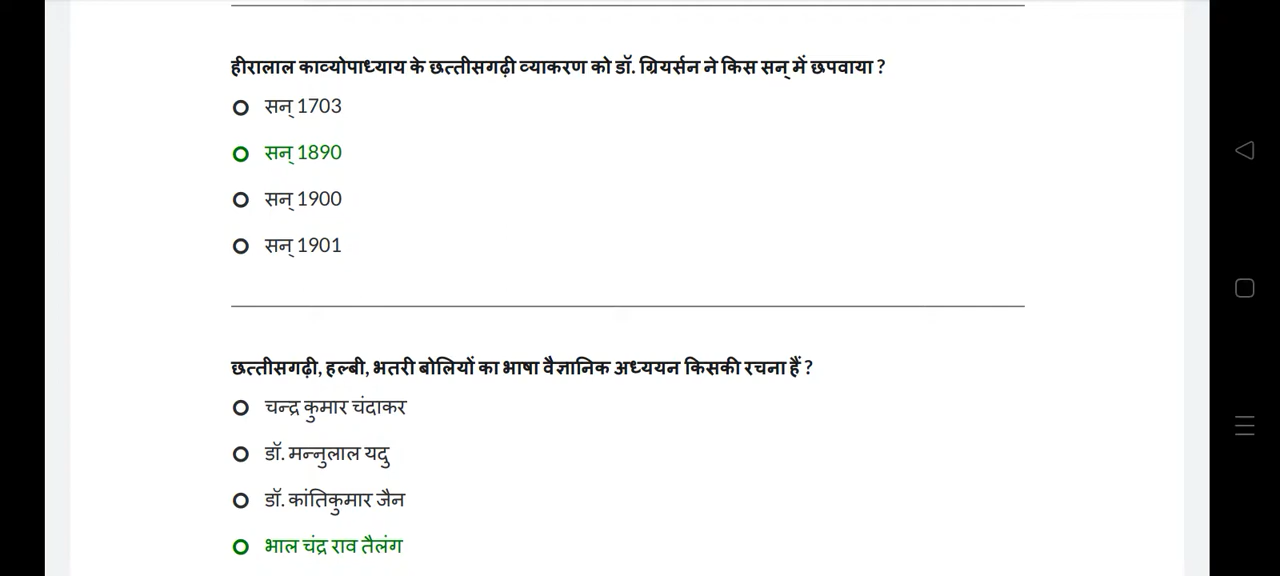 हीरालाल काव्योपाध्याय के छत्तीसगढ़ी व्याकरण को डॉ. ग्रियर्सन ने किस सन् में छपवाया ?
सन् 1703
सन् 1890
सन् 1900
सन् 1901
छत्तीसगढ़ी, हल्बी, भतरी बोलियों का भाषा वैज्ञानिक अध्ययन किसकी रचना हैं ?
चन्द्र कुमार चंदाकर
डॉ. मन्नुलाल यदु
डॉ. कांतिकुमार जैन
भाल चंद्र राव तैलंग